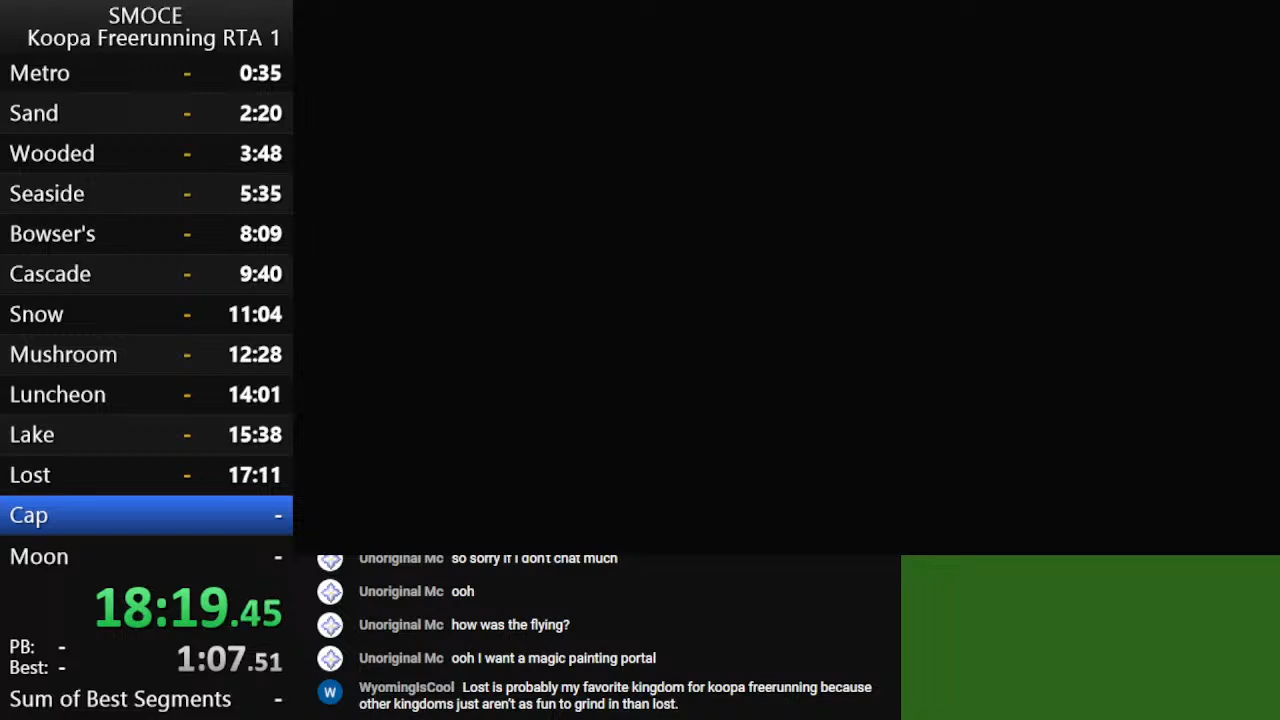 SMOCE
Koopa Freerunning RTA 1
Metro - 0:35
Sand - 2:20
Wooded - 3:48
Seaside - 5:35
Bowser's - 8:09
Cascade - 9:40
Snow - 11:04
Mushroom - 12:28
Luncheon - 14:01
Lake - 15:38
Lost - 17:11
Cap -
Moon -
18:19.45
PB: -
Best: -
1:07.51
Sum of Best Segments -
Unoriginal Mc so sorry if i dont chat much
Unoriginal Mc ooh
Unoriginal Mc how was the flying?
Unoriginal Mc ooh I want a magic painting portal
W WyomingIsCool Lost is probably my favorite kingdom for koopa freerunning because
other kingdoms just aren't as fun to grind in than lost.